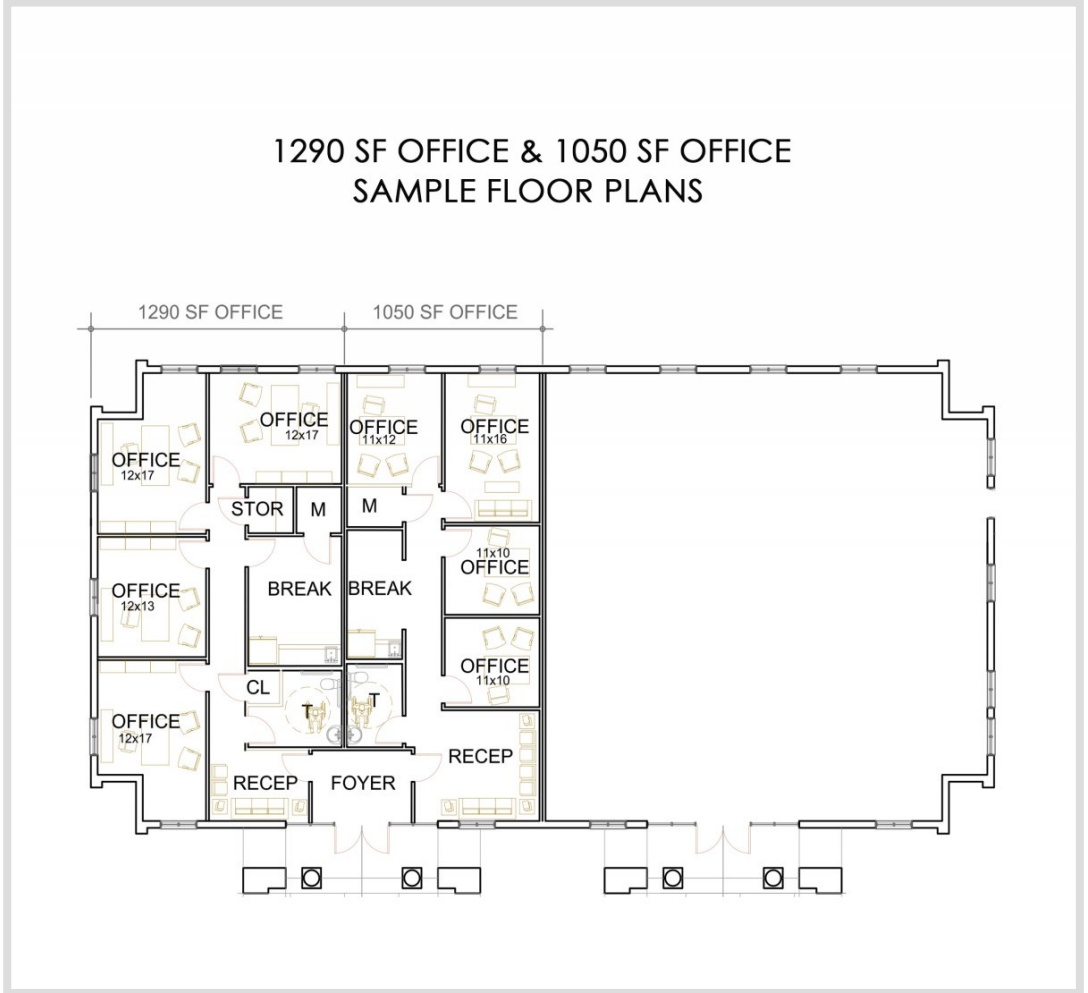 1290 SF OFFICE & 1050 SF OFFICE
SAMPLE FLOOR PLANS
1290 SF OFFICE
1050 SF OFFICE
OFFICE
12x17
OFFICE
12x17
OFFICE
11x12
OFFICE
11x16
STOR
M
M
11x10
OFFICE
OFFICE
12x13
BREAK
BREAK
OFFICE
11x10
CL
T
T
OFFICE
12x17
RECEP
FOYER
RECEP